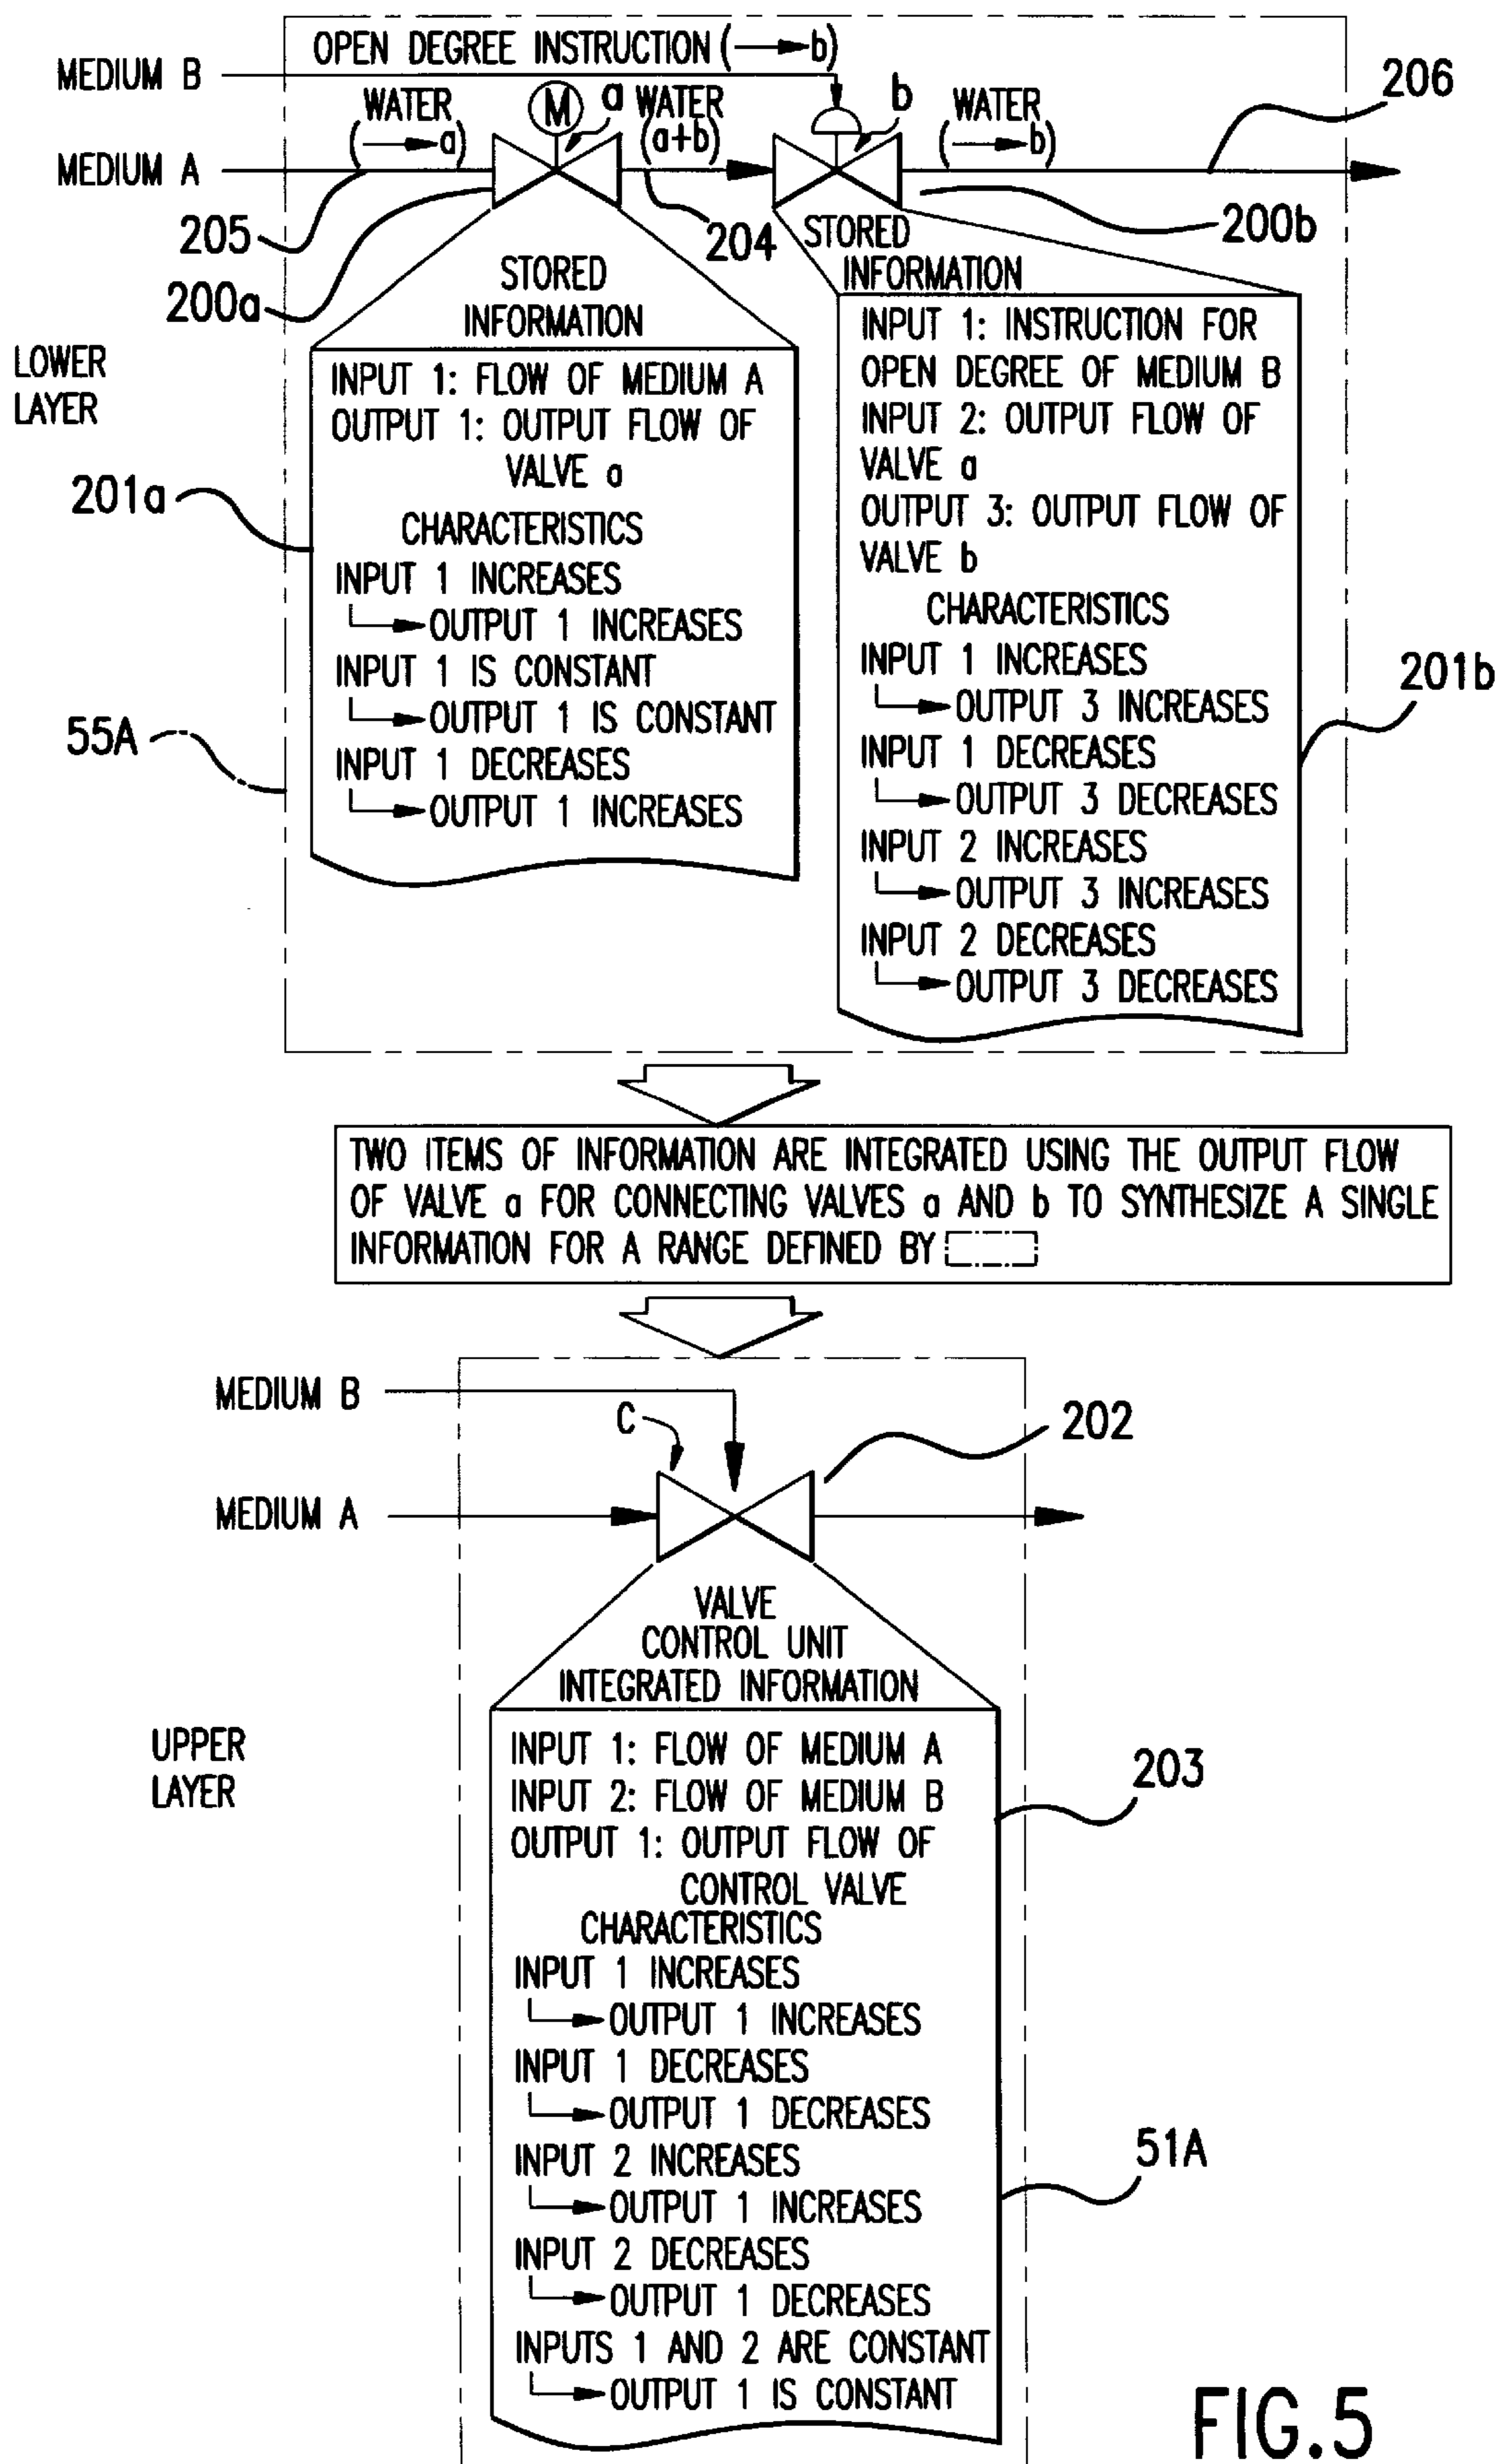 OPEN DEGREE INSTRUCTION (→b)
MEDIUM B
206
(WATER →a)
M
a
WATER (a+b)
b
(WATER →b)
MEDIUM A
205
204
200b
200a
STORED
INFORMATION
STORED
INFORMATION
LOWER
LAYER
INPUT 1: FLOW OF MEDIUM A
OUTPUT 1: OUTPUT FLOW OF
VALVE a
CHARACTERISTICS
INPUT 1 INCREASES
→OUTPUT 1 INCREASES
INPUT 1 IS CONSTANT
→OUTPUT 1 IS CONSTANT
INPUT 1 DECREASES
→OUTPUT 1 INCREASES
201a
55A
INPUT 1: INSTRUCTION FOR
OPEN DEGREE OF MEDIUM B
INPUT 2: OUTPUT FLOW OF
VALVE a
OUTPUT 3: OUTPUT FLOW OF
VALVE b
CHARACTERISTICS
INPUT 1 INCREASES
→OUTPUT 3 INCREASES
INPUT 1 DECREASES
→OUTPUT 3 DECREASES
INPUT 2 INCREASES
→OUTPUT 3 INCREASES
INPUT 2 DECREASES
→OUTPUT 3 DECREASES
201b
TWO ITEMS OF INFORMATION ARE INTEGRATED USING THE OUTPUT FLOW
OF VALVE a FOR CONNECTING VALVES a AND b TO SYNTHESIZE A SINGLE
INFORMATION FOR A RANGE DEFINED BY
MEDIUM B
C
202
MEDIUM A
VALVE
CONTROL UNIT
INTEGRATED INFORMATION
UPPER
LAYER
INPUT 1: FLOW OF MEDIUM A
INPUT 2: FLOW OF MEDIUM B
OUTPUT 1: OUTPUT FLOW OF
CONTROL VALVE
CHARACTERISTICS
INPUT 1 INCREASES
→OUTPUT 1 INCREASES
INPUT 1 DECREASES
→OUTPUT 1 DECREASES
INPUT 2 INCREASES
→OUTPUT 1 INCREASES
INPUT 2 DECREASES
→OUTPUT 1 DECREASES
INPUTS 1 AND 2 ARE CONSTANT
→OUTPUT 1 IS CONSTANT
203
51A
FIG.5